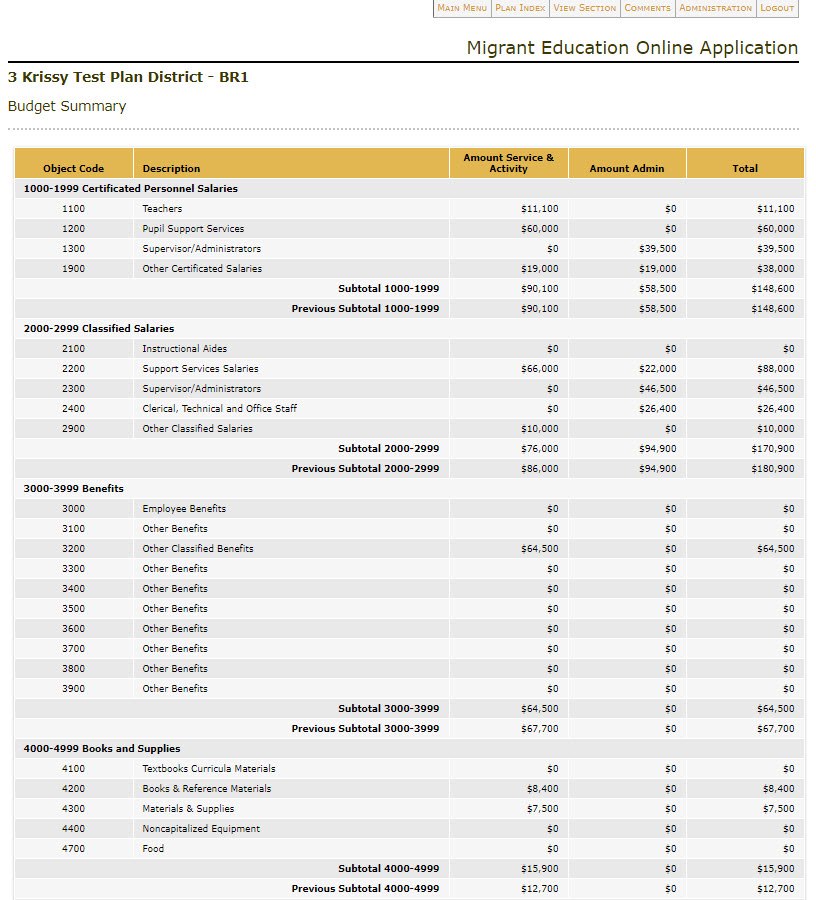 Main Menu Plan Index View Section Comments Administration Logout
Migrant Education Online Application
3 Krissy Test Plan District - BR1
Budget Summary
Object Code Description Amount Service & Activity Amount Admin Total
1000-1999 Certificated Personnel Salaries
1100 Teachers $11,100 $0 $11,100
1200 Pupil Support Services $60,000 $0 $60,000
1300 Supervisor/Administrators $0 $39,500 $39,500
1900 Other Certificated Salaries $19,000 $19,000 $38,000
Subtotal 1000-1999 $90,100 $58,500 $148,600
Previous Subtotal 1000-1999 $90,100 $58,500 $148,600
2000-2999 Classified Salaries
2100 Instructional Aides $0 $0 $0
2200 Support Services Salaries $66,000 $22,000 $88,000
2300 Supervisor/Administrators $0 $46,500 $46,500
2400 Clerical, Technical and Office Staff $0 $26,400 $26,400
2900 Other Classified Salaries $10,000 $0 $10,000
Subtotal 2000-2999 $76,000 $94,900 $170,900
Previous Subtotal 2000-2999 $86,000 $94,900 $180,900
3000-3999 Benefits
3000 Employee Benefits $0 $0 $0
3100 Other Benefits $0 $0 $0
3200 Other Classified Benefits $64,500 $0 $64,500
3300 Other Benefits $0 $0 $0
3400 Other Benefits $0 $0 $0
3500 Other Benefits $0 $0 $0
3600 Other Benefits $0 $0 $0
3700 Other Benefits $0 $0 $0
3800 Other Benefits $0 $0 $0
3900 Other Benefits $0 $0 $0
Subtotal 3000-3999 $64,500 $0 $64,500
Previous Subtotal 3000-3999 $67,700 $0 $67,700
4000-4999 Books and Supplies
4100 Textbooks Curricula Materials $0 $0 $0
4200 Books & Reference Materials $8,400 $0 $8,400
4300 Materials & Supplies $7,500 $0 $7,500
4400 Noncapitalized Equipment $0 $0 $0
4700 Food $0 $0 $0
Subtotal 4000-4999 $15,900 $0 $15,900
Previous Subtotal 4000-4999 $12,700 $0 $12,700